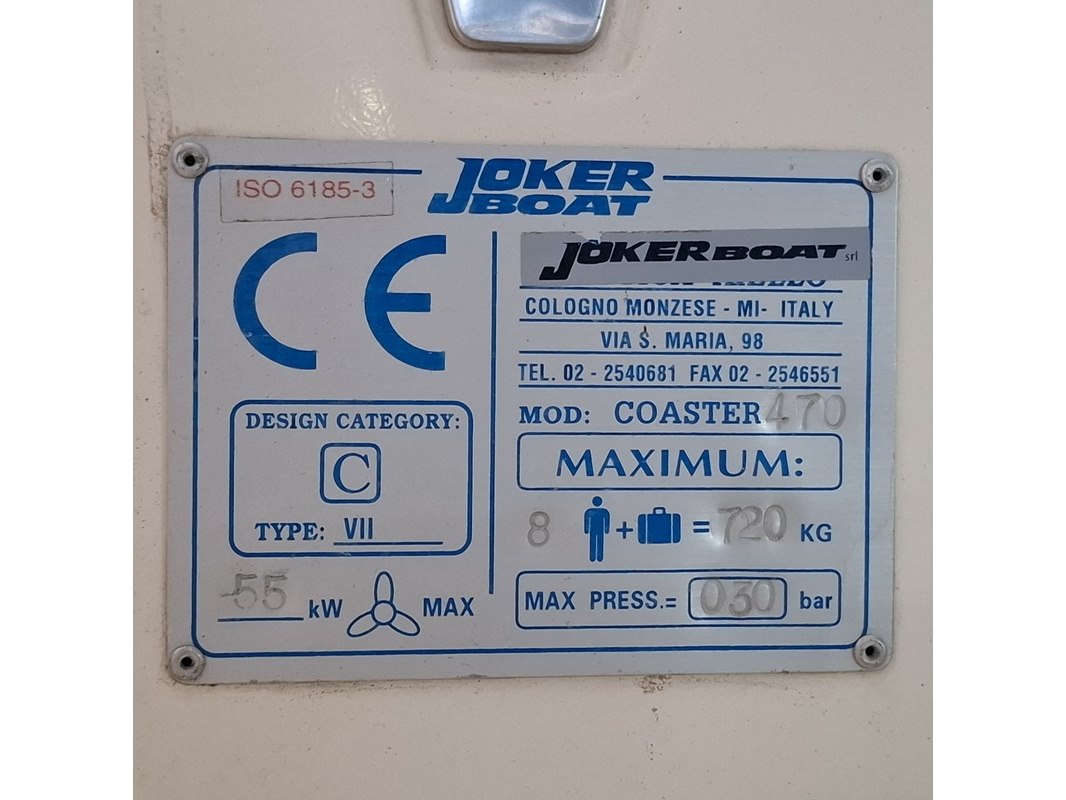 ISO 6185-3
JOKER
BOAT
JOKERBOAT srl
COLOGNO MONZESE - MI- ITALY
VIA S. MARIA, 98
TEL. 02 - 2540681 FAX 02 - 2546551
MOD: COASTER 470
CE
DESIGN CATEGORY:
C
TYPE: VII
55 kW MAX
MAXIMUM:
8 + = 720 KG
MAX PRESS.= 030 bar